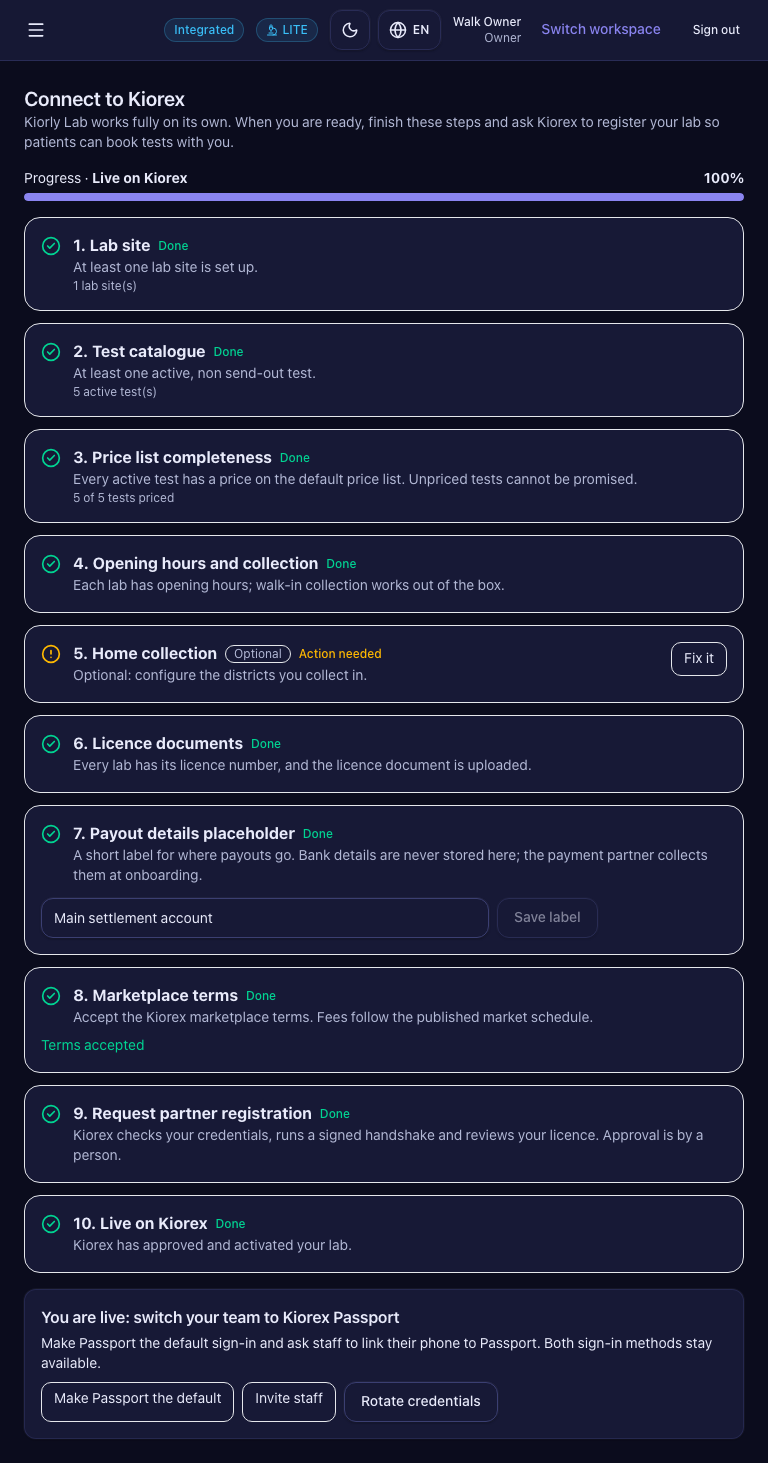 Integrated
LITE
EN
Walk Owner
Owner
Switch workspace
Sign out
Connect to Kiorex
Kiorly Lab works fully on its own. When you are ready, finish these steps and ask Kiorex to register your lab so
patients can book tests with you.
Progress · Live on Kiorex
100%
1. Lab site Done
At least one lab site is set up.
1 lab site(s)
2. Test catalogue Done
At least one active, non send-out test.
5 active test(s)
3. Price list completeness Done
Every active test has a price on the default price list. Unpriced tests cannot be promised.
5 of 5 tests priced
4. Opening hours and collection Done
Each lab has opening hours; walk-in collection works out of the box.
5. Home collection Optional Action needed
Optional: configure the districts you collect in.
Fix it
6. Licence documents Done
Every lab has its licence number, and the licence document is uploaded.
7. Payout details placeholder Done
A short label for where payouts go. Bank details are never stored here; the payment partner collects
them at onboarding.
Main settlement account
Save label
8. Marketplace terms Done
Accept the Kiorex marketplace terms. Fees follow the published market schedule.
Terms accepted
9. Request partner registration Done
Kiorex checks your credentials, runs a signed handshake and reviews your licence. Approval is by a
person.
10. Live on Kiorex Done
Kiorex has approved and activated your lab.
You are live: switch your team to Kiorex Passport
Make Passport the default sign-in and ask staff to link their phone to Passport. Both sign-in methods stay
available.
Make Passport the default
Invite staff
Rotate credentials